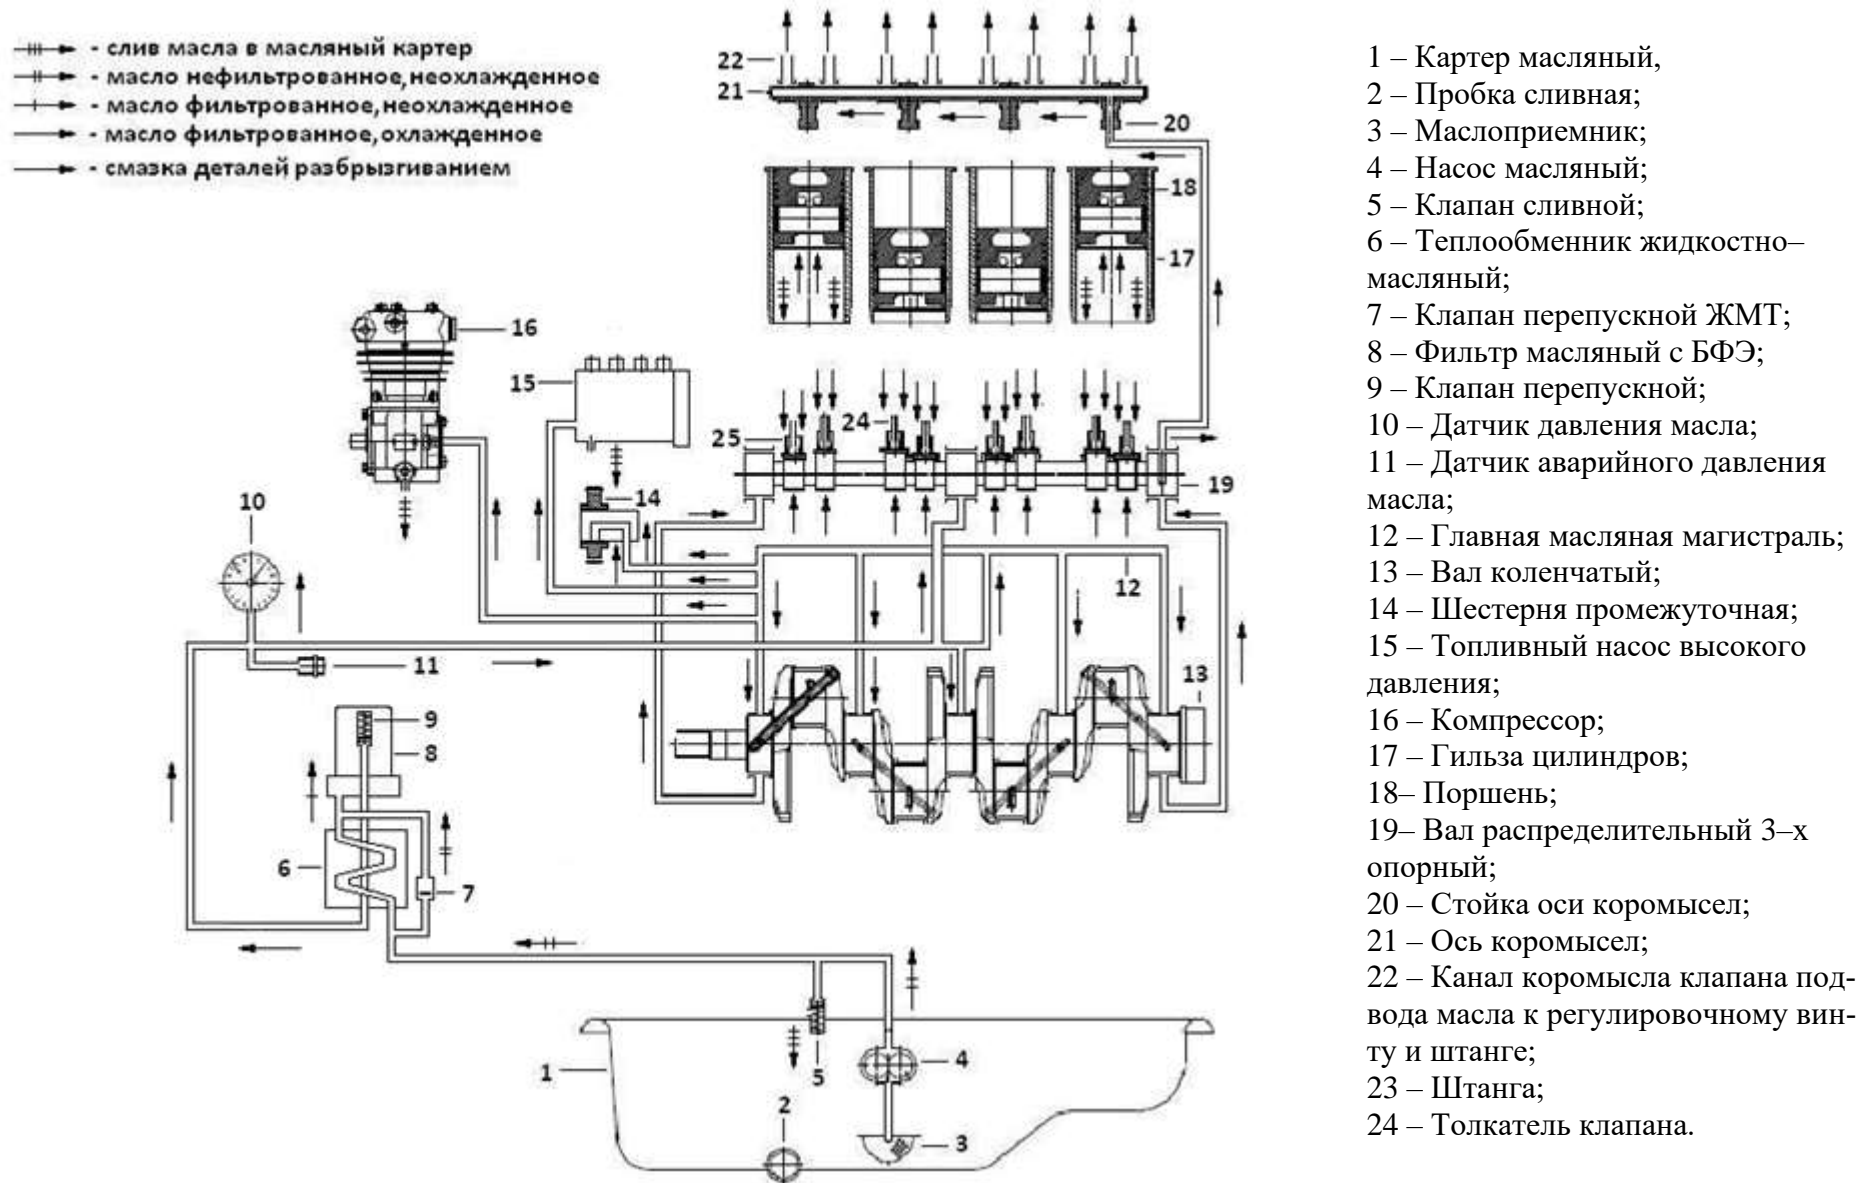 - слив масла в масляный картер
- масло нефильтрованное,неохлажденное
- масло фильтрованное,неохлажденное
- масло фильтрованное,охлажденное
- смазка деталей разбрызгиванием
22
21
20
18
17
16
15
24
25
14
19
10
12
11
13
9
8
6
7
5
4
1
2
3
1 – Картер масляный,
2 – Пробка сливная;
3 – Маслоприемник;
4 – Насос масляный;
5 – Клапан сливной;
6 – Теплообменник жидкостно–
масляный;
7 – Клапан перепускной ЖМТ;
8 – Фильтр масляный с БФЭ;
9 – Клапан перепускной;
10 – Датчик давления масла;
11 – Датчик аварийного давления
масла;
12 – Главная масляная магистраль;
13 – Вал коленчатый;
14 – Шестерня промежуточная;
15 – Топливный насос высокого
давления;
16 – Компрессор;
17 – Гильза цилиндров;
18– Поршень;
19– Вал распределительный 3–х
опорный;
20 – Стойка оси коромысел;
21 – Ось коромысел;
22 – Канал коромысла клапана под-
вода масла к регулировочному вин-
ту и штанге;
23 – Штанга;
24 – Толкатель клапана.